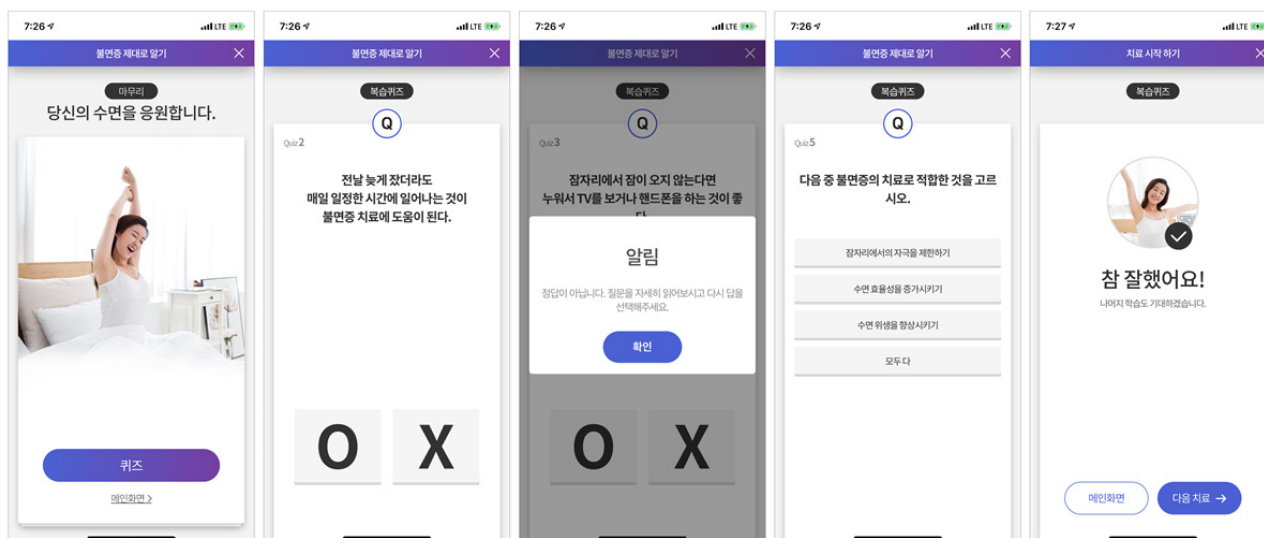 7:26
LTE
불면증 제대로 알기
마무리
당신의 수면을 응원합니다.
퀴즈
메인화면 >
7:26
LTE
불면증 제대로 알기
복습퀴즈
Q
Quiz2
전날 늦게 잤더라도
매일 일정한 시간에 일어나는 것이
불면증 치료에 도움이 된다.
O X
7:26
LTE
불면증 제대로 알기
복습퀴즈
Q
Quiz3
잠자리에서 잠이 오지 않는다면
누워서 TV를 보거나 핸드폰을 하는 것이 좋
알림
정답이 아닙니다. 질문을 자세히 읽어보시고 다시 답을
선택해주세요.
확인
O X
7:26
LTE
불면증 제대로 알기
복습퀴즈
Q
Quiz5
다음 중 불면증의 치료로 적합한 것을 고르
시오.
잠자리에서의 자극을 제한하기
수면 효율성을 증가시키기
수면 위생을 향상시키기
모두 다
7:27
LTE
치료 시작 하기
복습퀴즈
참 잘했어요!
나머지 학습도 기대하겠습니다.
메인화면
다음 치료 →